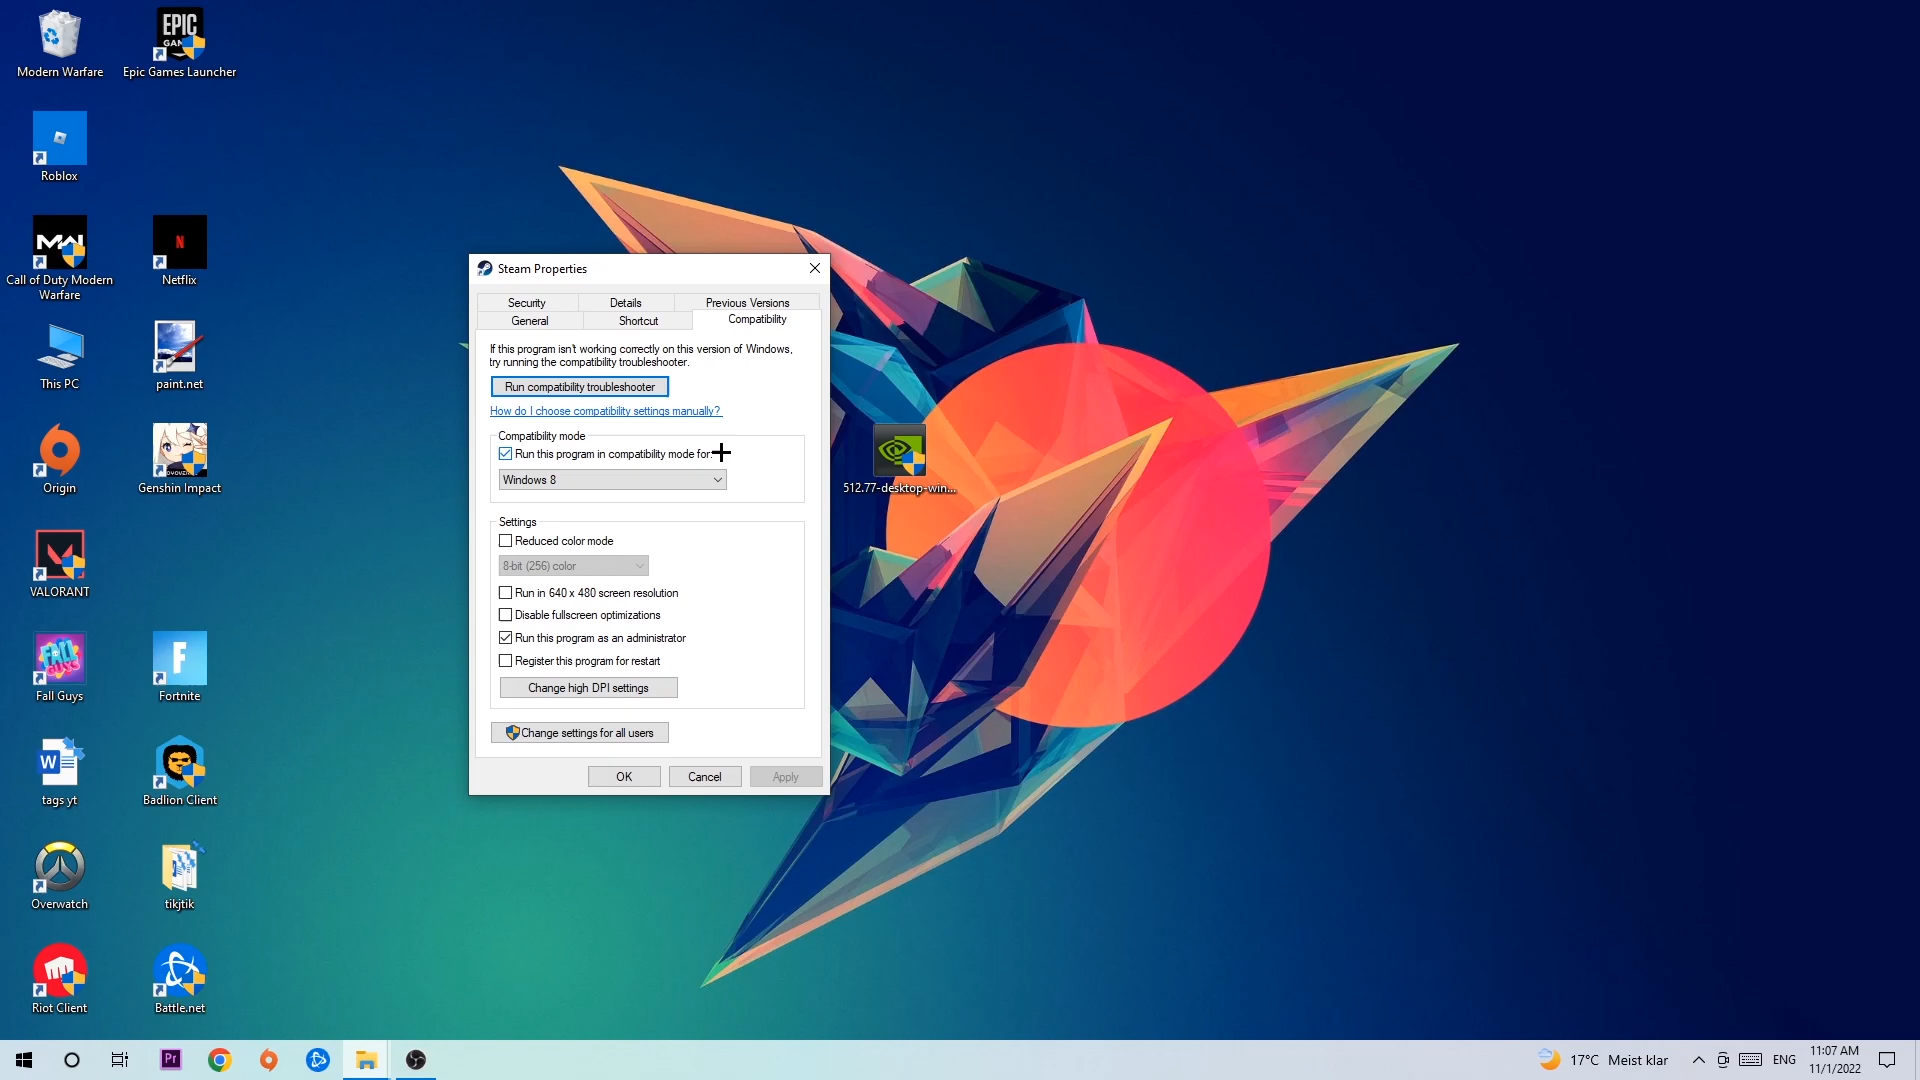 Modern Warfare
EPIC
GAMES
Epic Games Launcher
Roblox
MW
Call of Duty Modern
Warfare
N
Netflix
This PC
paint.net
Origin
Genshin Impact
VALORANT
FALL
GUYS
Fall Guys
F
Fortnite
W
tags yt
Badlion Client
Overwatch
tikjtik
Riot Client
Battle.net
512.77-desktop-win...
Steam Properties
Security
Details
Previous Versions
General
Shortcut
Compatibility
If this program isn't working correctly on this version of Windows,
try running the compatibility troubleshooter.
Run compatibility troubleshooter
How do I choose compatibility settings manually?
Compatibility mode
Run this program in compatibility mode for:
Windows 8
Settings
Reduced color mode
8-bit (256) color
Run in 640 x 480 screen resolution
Disable fullscreen optimizations
Run this program as an administrator
Register this program for restart
Change high DPI settings
Change settings for all users
OK
Cancel
Apply
Pr
17°C Meist klar
ENG
11:07 AM
11/1/2022